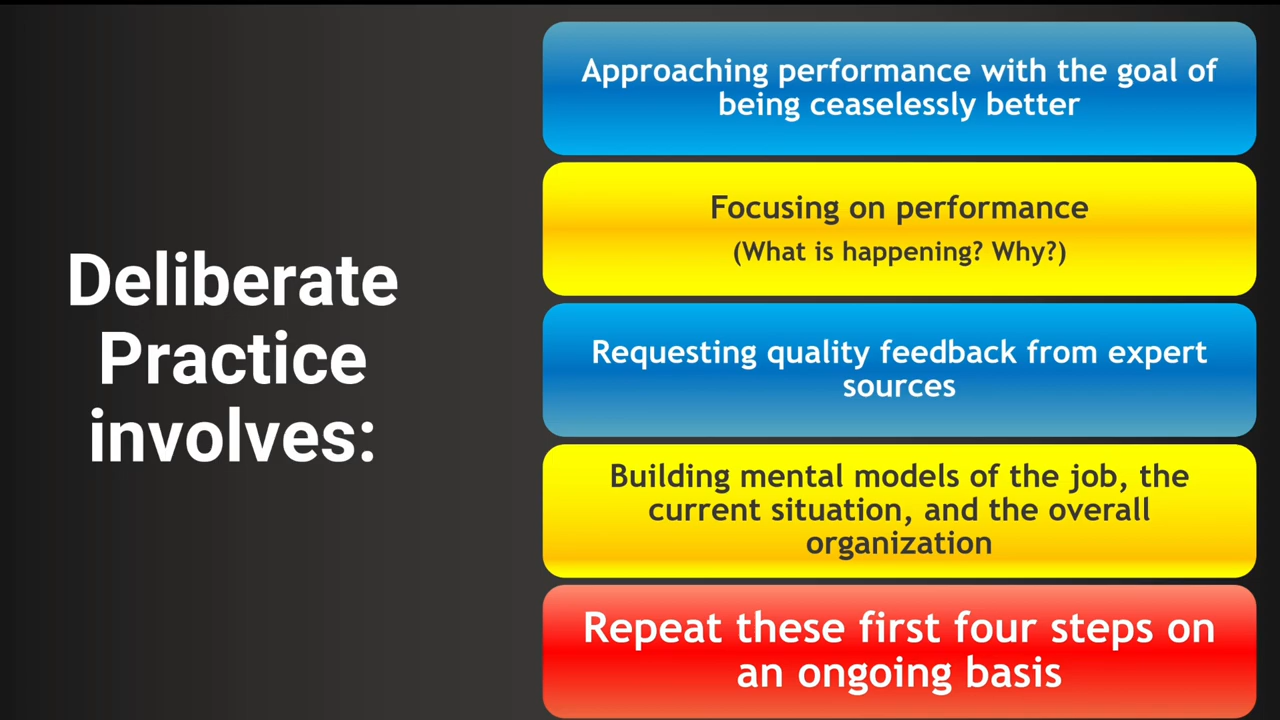 Deliberate
Practice
involves:
Approaching performance with the goal of
being ceaselessly better
Focusing on performance
(What is happening? Why?)
Requesting quality feedback from expert
sources
Building mental models of the job, the
current situation, and the overall
organization
Repeat these first four steps on
an ongoing basis